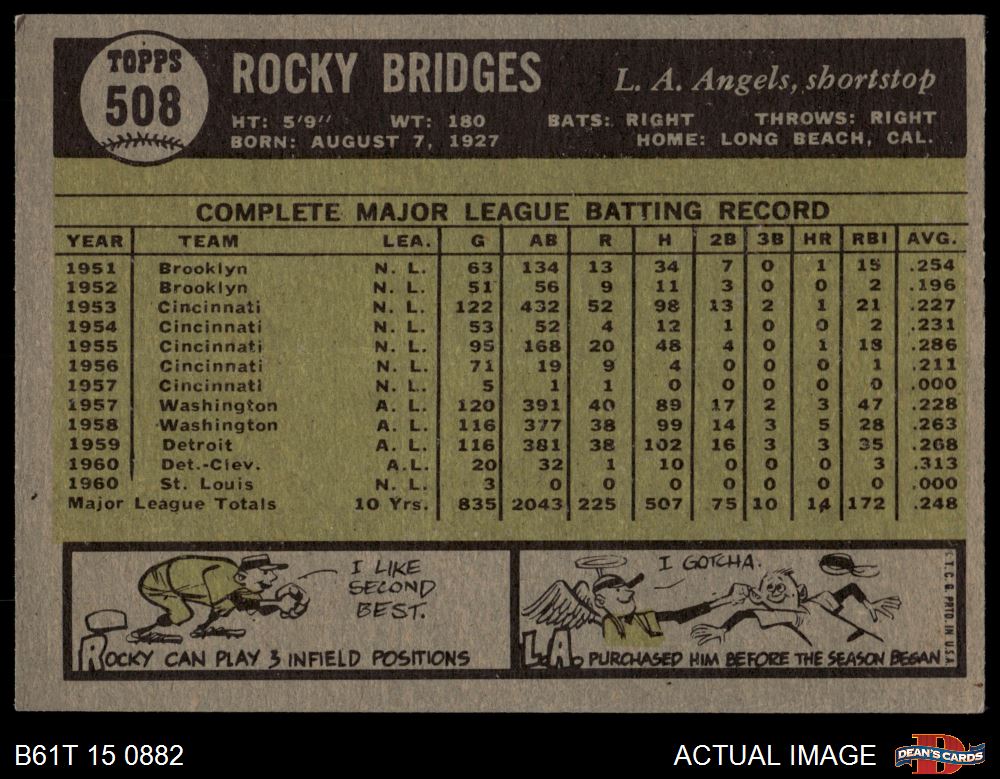 TOPPS
508
ROCKY BRIDGES
L. A. Angels, shortstop
HT: 5'9" WT: 180 BATS: RIGHT THROWS: RIGHT
BORN: AUGUST 7, 1927 HOME: LONG BEACH, CAL.
COMPLETE MAJOR LEAGUE BATTING RECORD
YEAR TEAM LEA. G AB R H 2B 3B HR RBI AVG.
1951 Brooklyn N. L. 63 134 13 34 7 0 1 15 .254
1952 Brooklyn N. L. 51 56 9 11 3 0 0 2 .196
1953 Cincinnati N. L. 122 432 52 98 13 2 1 21 .227
1954 Cincinnati N. L. 53 52 4 12 1 0 0 2 .231
1955 Cincinnati N. L. 95 168 20 48 4 0 1 18 .286
1956 Cincinnati N. L. 71 19 9 4 0 0 0 1 .211
1957 Cincinnati N. L. 5 1 1 0 0 0 0 0 .000
1957 Washington A. L. 120 391 40 89 17 2 3 47 .228
1958 Washington A. L. 116 377 38 99 14 3 5 28 .263
1959 Detroit A. L. 116 381 38 102 16 3 3 35 .268
1960 Det.-Clev. A.L. 20 32 1 10 0 0 0 3 .313
1960 St. Louis N. L. 3 0 0 0 0 0 0 0 .000
Major League Totals 10 Yrs. 835 2043 225 507 75 10 14 172 .248
I LIKE
SECOND
BEST.
ROCKY CAN PLAY 3 INFIELD POSITIONS
I GOTCHA.
L.A. PURCHASED HIM BEFORE THE SEASON BEGAN
© T. C. G. PRTD. IN U.S.A.
B61T 15 0882
ACTUAL IMAGE
DEAN'S CARDS